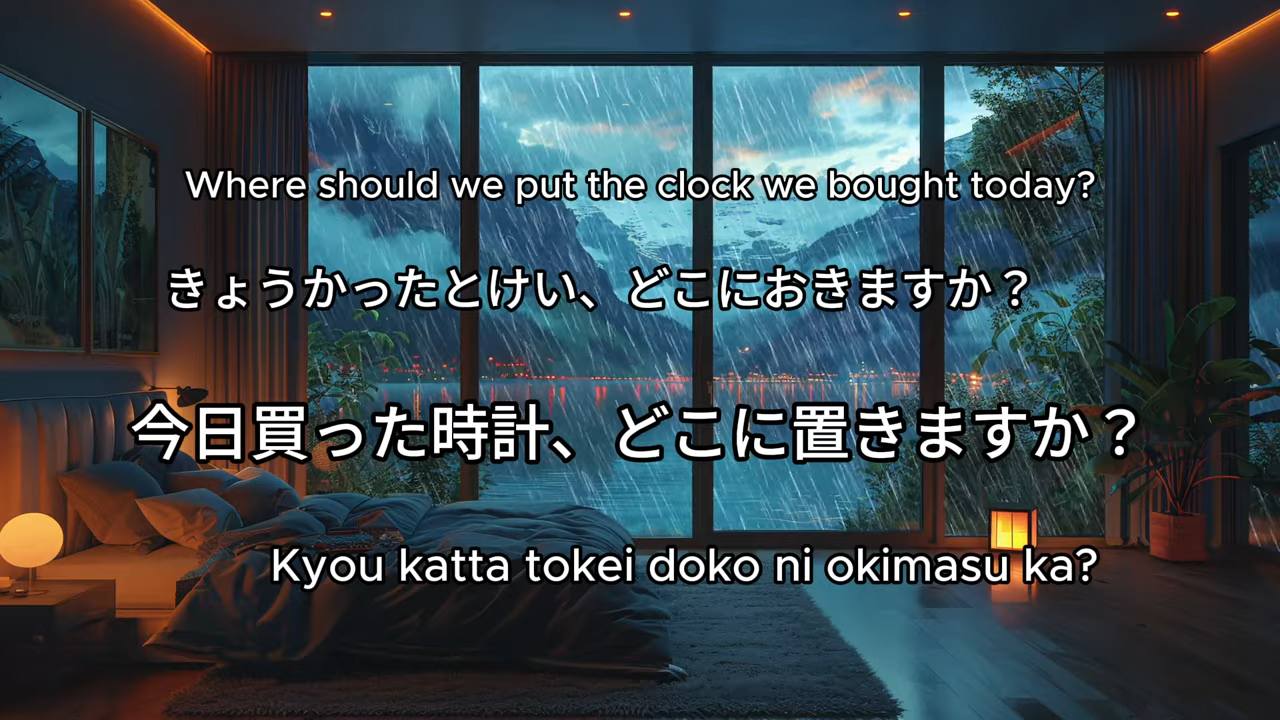 Where should we put the clock we bought today?
きょうかったとけい、どこにおきますか？
今日買った時計、どこに置きますか？
Kyou katta tokei doko ni okimasu ka?